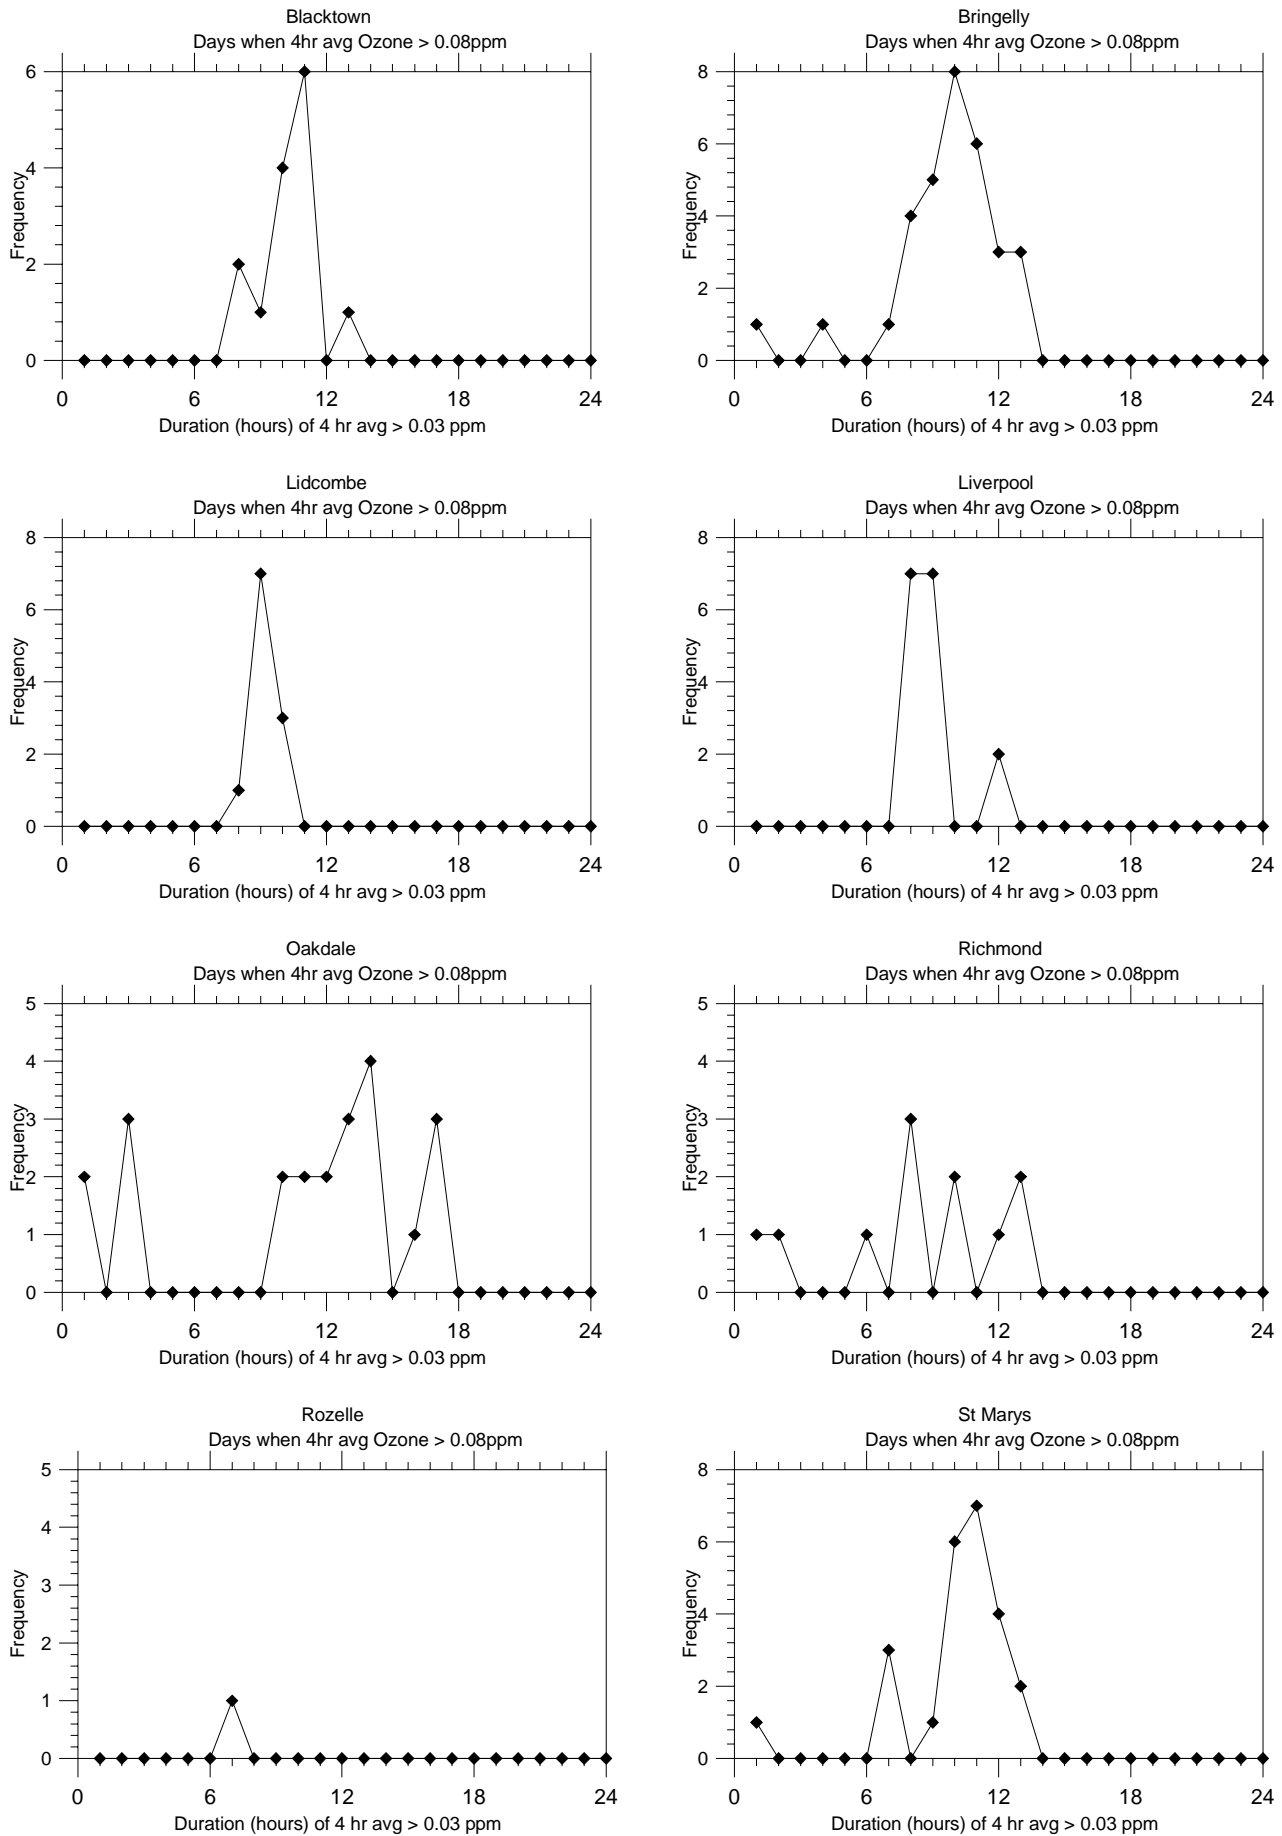 Blacktown
Days when 4hr avg Ozone > 0.08ppm
6
4
2
0
Frequency
0 6 12 18 24
Duration (hours) of 4 hr avg > 0.03 ppm
Bringelly
Days when 4hr avg Ozone > 0.08ppm
8
6
4
2
0
Frequency
0 6 12 18 24
Duration (hours) of 4 hr avg > 0.03 ppm
Lidcombe
Days when 4hr avg Ozone > 0.08ppm
8
6
4
2
0
Frequency
0 6 12 18 24
Duration (hours) of 4 hr avg > 0.03 ppm
Liverpool
Days when 4hr avg Ozone > 0.08ppm
8
6
4
2
0
Frequency
0 6 12 18 24
Duration (hours) of 4 hr avg > 0.03 ppm
Oakdale
Days when 4hr avg Ozone > 0.08ppm
5
4
3
2
1
0
Frequency
0 6 12 18 24
Duration (hours) of 4 hr avg > 0.03 ppm
Richmond
Days when 4hr avg Ozone > 0.08ppm
5
4
3
2
1
0
Frequency
0 6 12 18 24
Duration (hours) of 4 hr avg > 0.03 ppm
Rozelle
Days when 4hr avg Ozone > 0.08ppm
5
4
3
2
1
0
Frequency
0 6 12 18 24
Duration (hours) of 4 hr avg > 0.03 ppm
St Marys
Days when 4hr avg Ozone > 0.08ppm
8
6
4
2
0
Frequency
0 6 12 18 24
Duration (hours) of 4 hr avg > 0.03 ppm